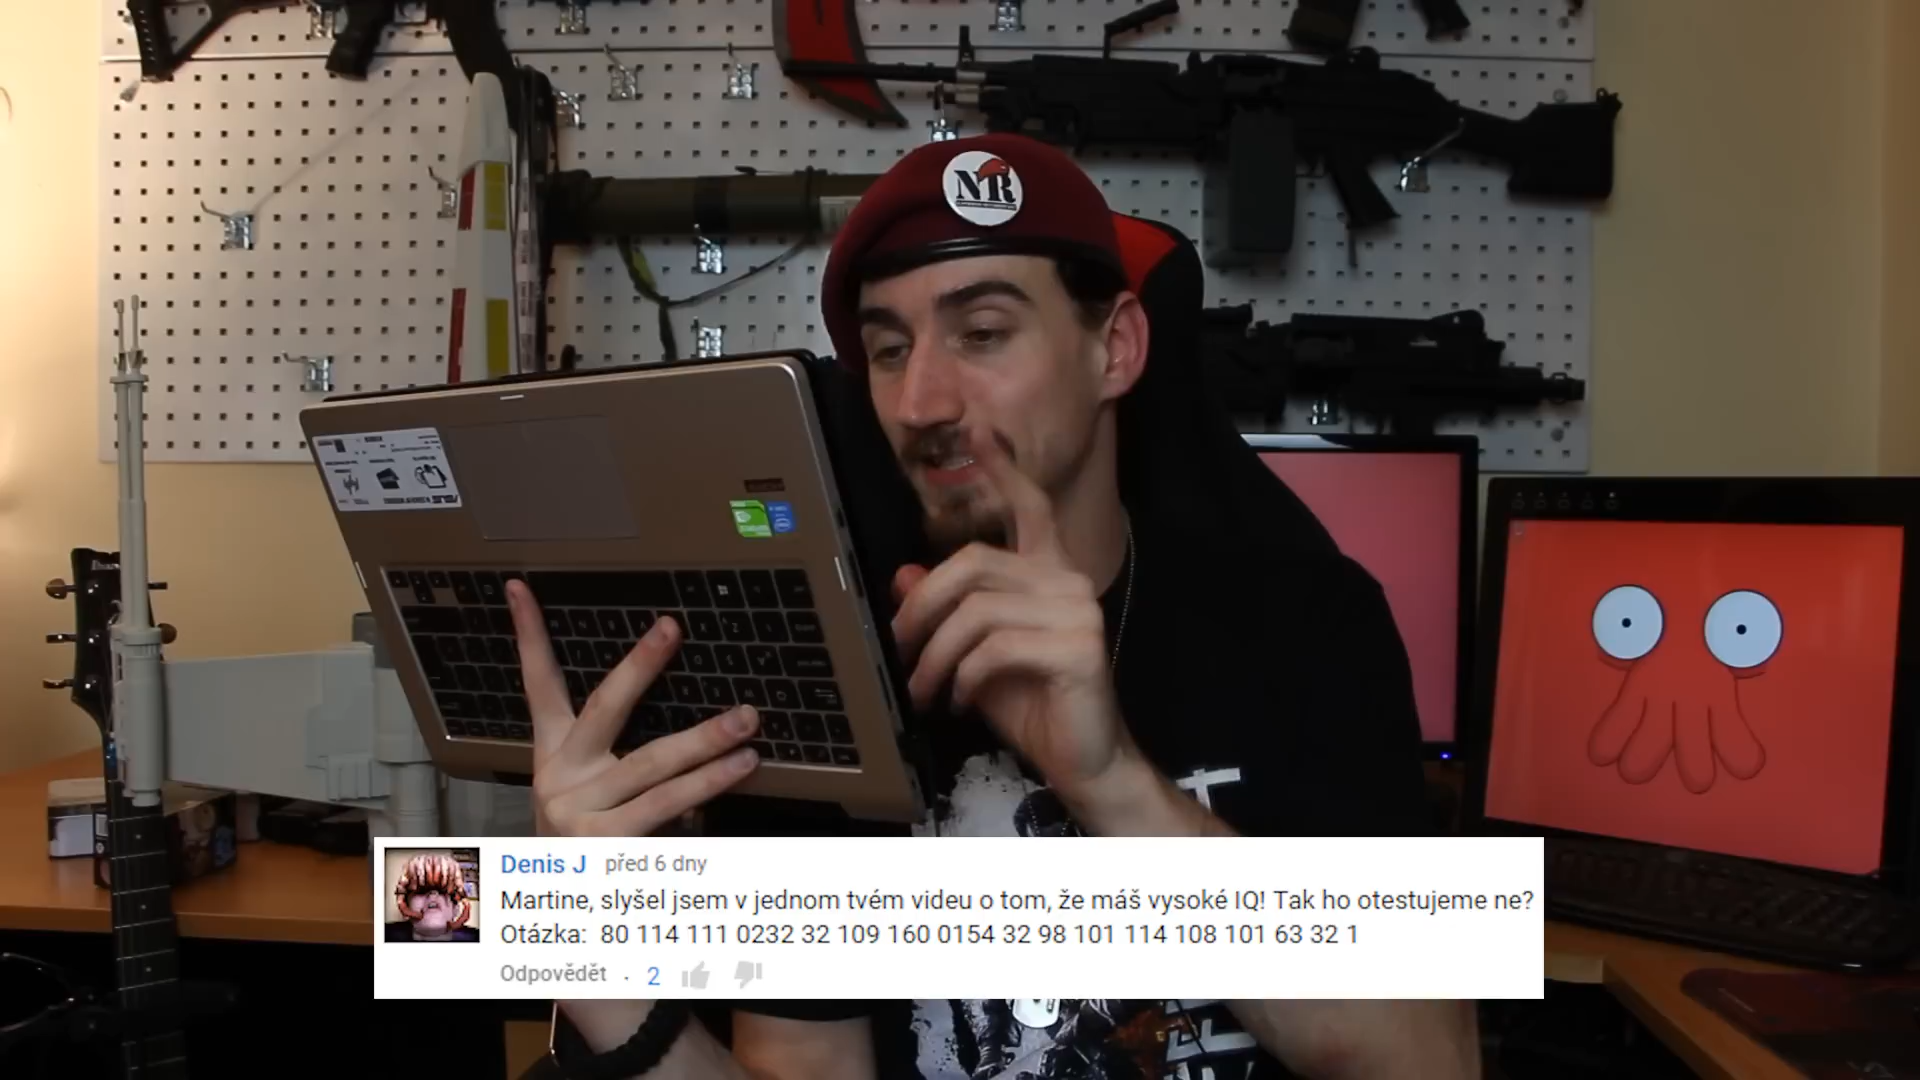 NR
Denis J před 6 dny
Martine, slyšel jsem v jednom tvém videu o tom, že máš vysoké IQ! Tak ho otestujeme ne?
Otázka: 80 114 111 0232 32 109 160 0154 32 98 101 114 108 101 63 32 1
Odpovědět . 2